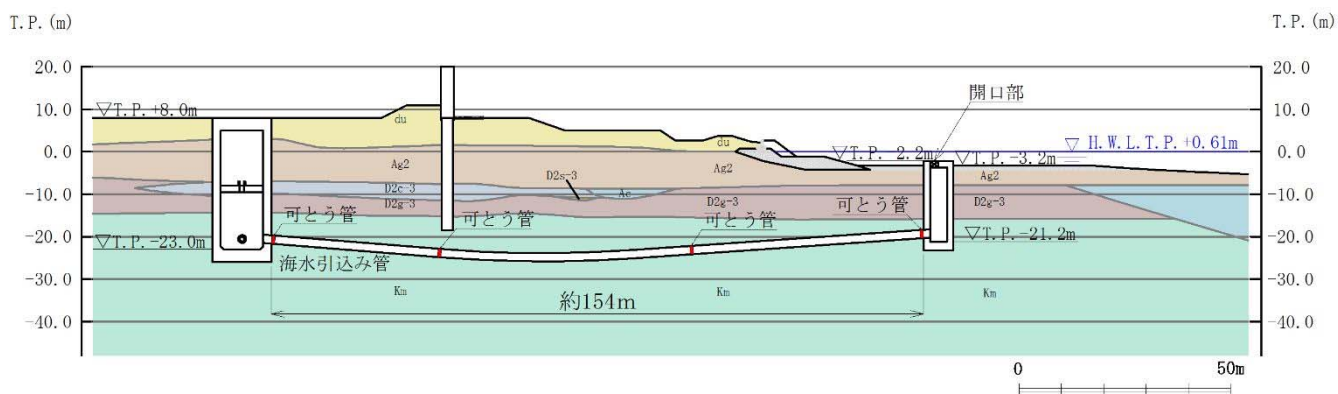 T.P.(m)
T.P.(m)
20.0
20.0
開口部
10.0
▽T.P.+8.0m
10.0
du
du
▽ H.W.L.T.P.+0.61m
0.0
▽T.P.-2.2m
▽T.P.-3.2m
0.0
Ag2
Ag2
Ag2
D2s-3
D2c-3
Ac
-10.0
-10.0
D2g-3
D2g-3
可とう管
可とう管
可とう管
可とう管
-20.0
▽T.P.-23.0m
▽T.P.-21.2m
-20.0
海水引込み管
-30.0
Km
Km
Km
-30.0
約154m
-40.0
-40.0
0
50m